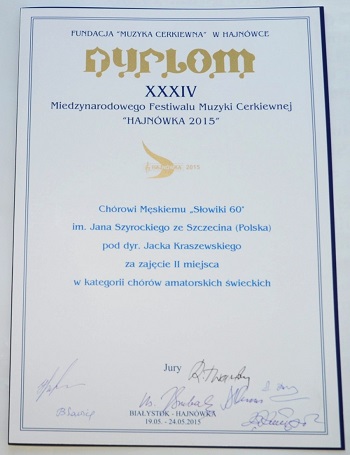 FUNDACJA "MUZYKA CERKIEWNA" W HAJNÓWCE
DYPLOM
XXXIV
Miedzynarodowego Festiwalu Muzyki Cerkiewnej
"HAJNÓWKA 2015"
HAJNÓWKA 2015
Chórowi Męskiemu „Słowiki 60"
im. Jana Szyrockiego ze Szczecina (Polska)
pod dyr. Jacka Kraszewskiego
za zajęcie II miejsca
w kategorii chórów amatorskich świeckich
Jury
BIAŁYSTOK - HAJNÓWKA
19.05. - 24.05.2015